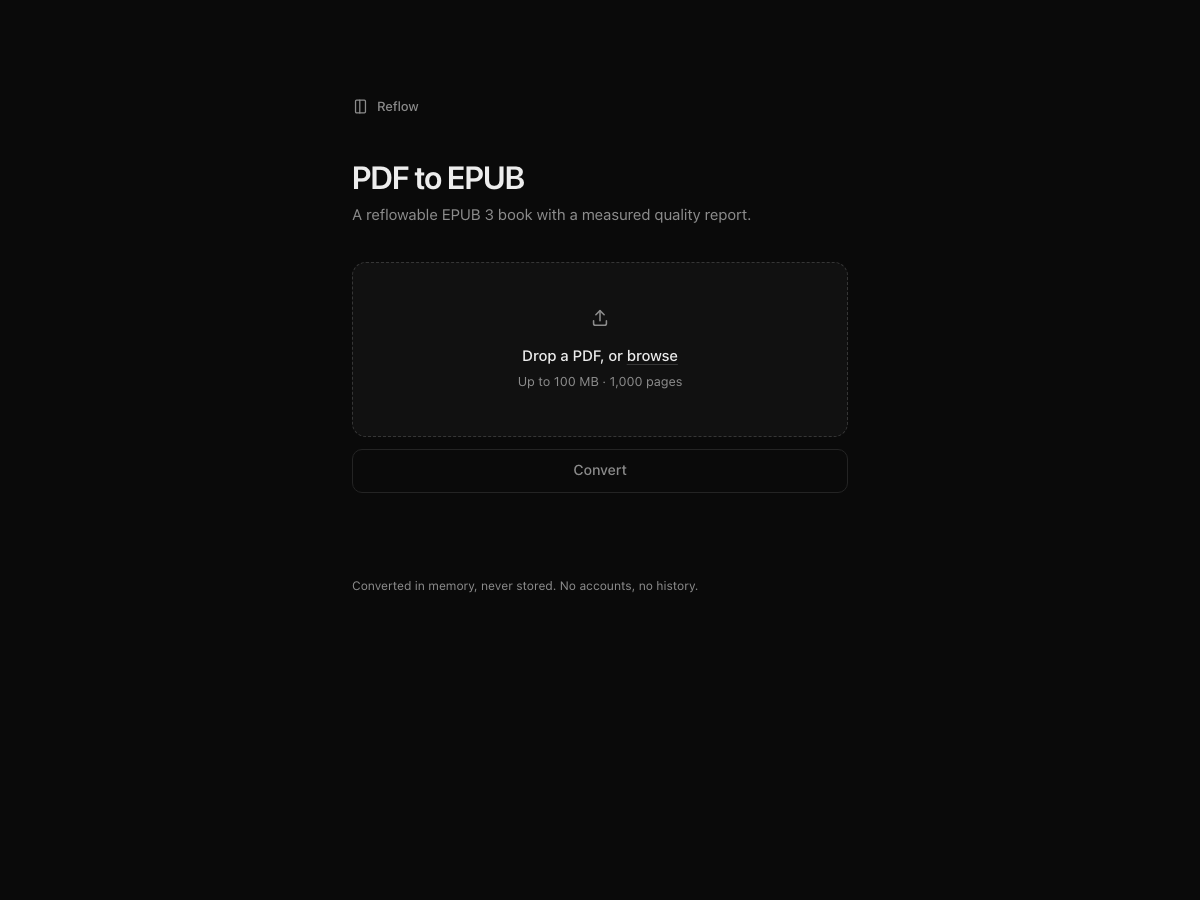 Reflow
PDF to EPUB
A reflowable EPUB 3 book with a measured quality report.
Drop a PDF, or browse
Up to 100 MB · 1,000 pages
Convert
Converted in memory, never stored. No accounts, no history.